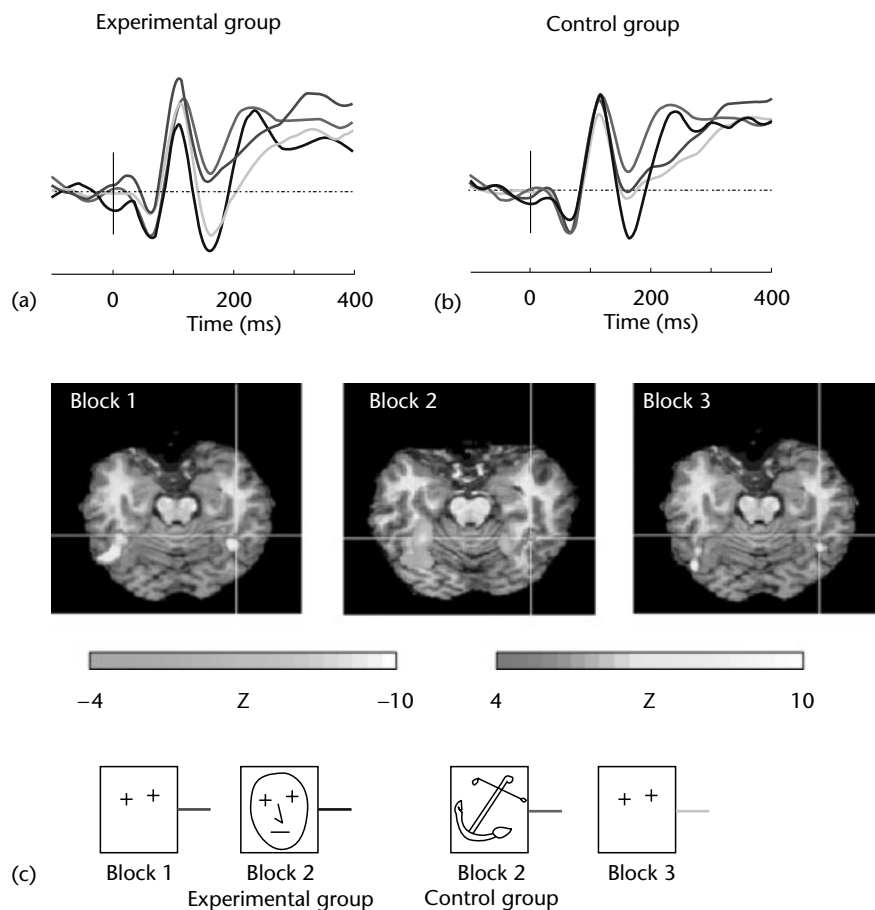 Experimental group
Control group
(a)
0 200 400
Time (ms)
(b)
0 200 400
Time (ms)
Block 1
Block 2
Block 3
−4 Z −10
4 Z 10
(c)
Block 1
Block 2
Experimental group
Block 2
Control group
Block 3